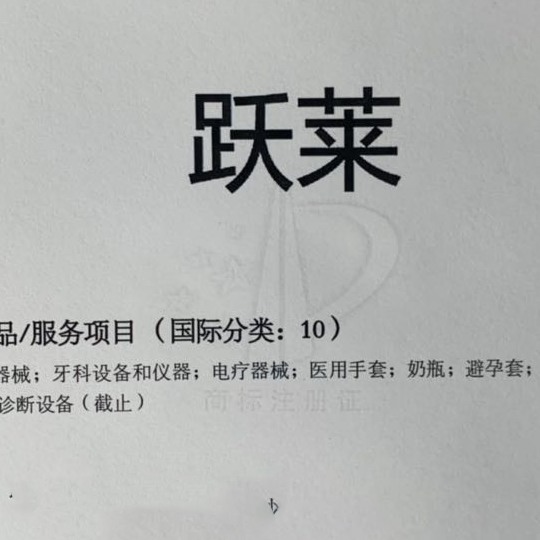 跃莱
品/服务项目（国际分类：10）
器械；牙科设备和仪器；电疗器械；医用手套；奶瓶；避孕套；
诊断设备（截止）
商标注册证